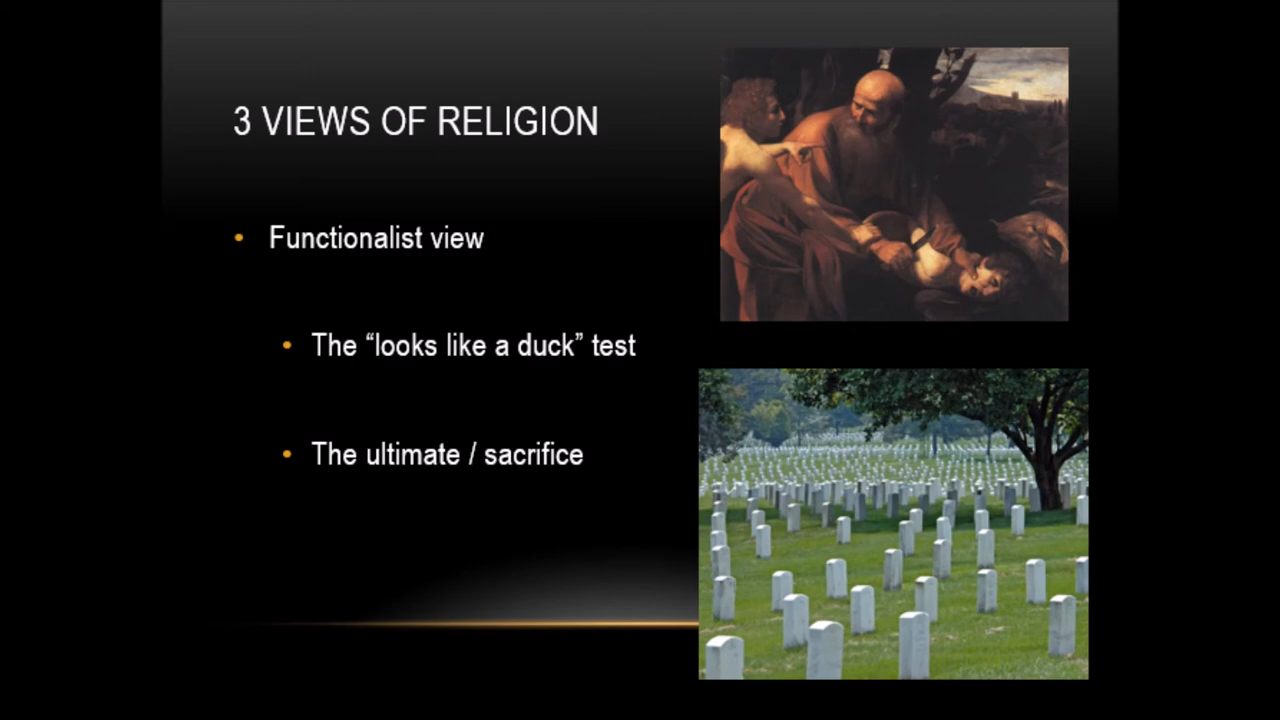 3 VIEWS OF RELIGION
• Functionalist view
• The “looks like a duck” test
• The ultimate / sacrifice